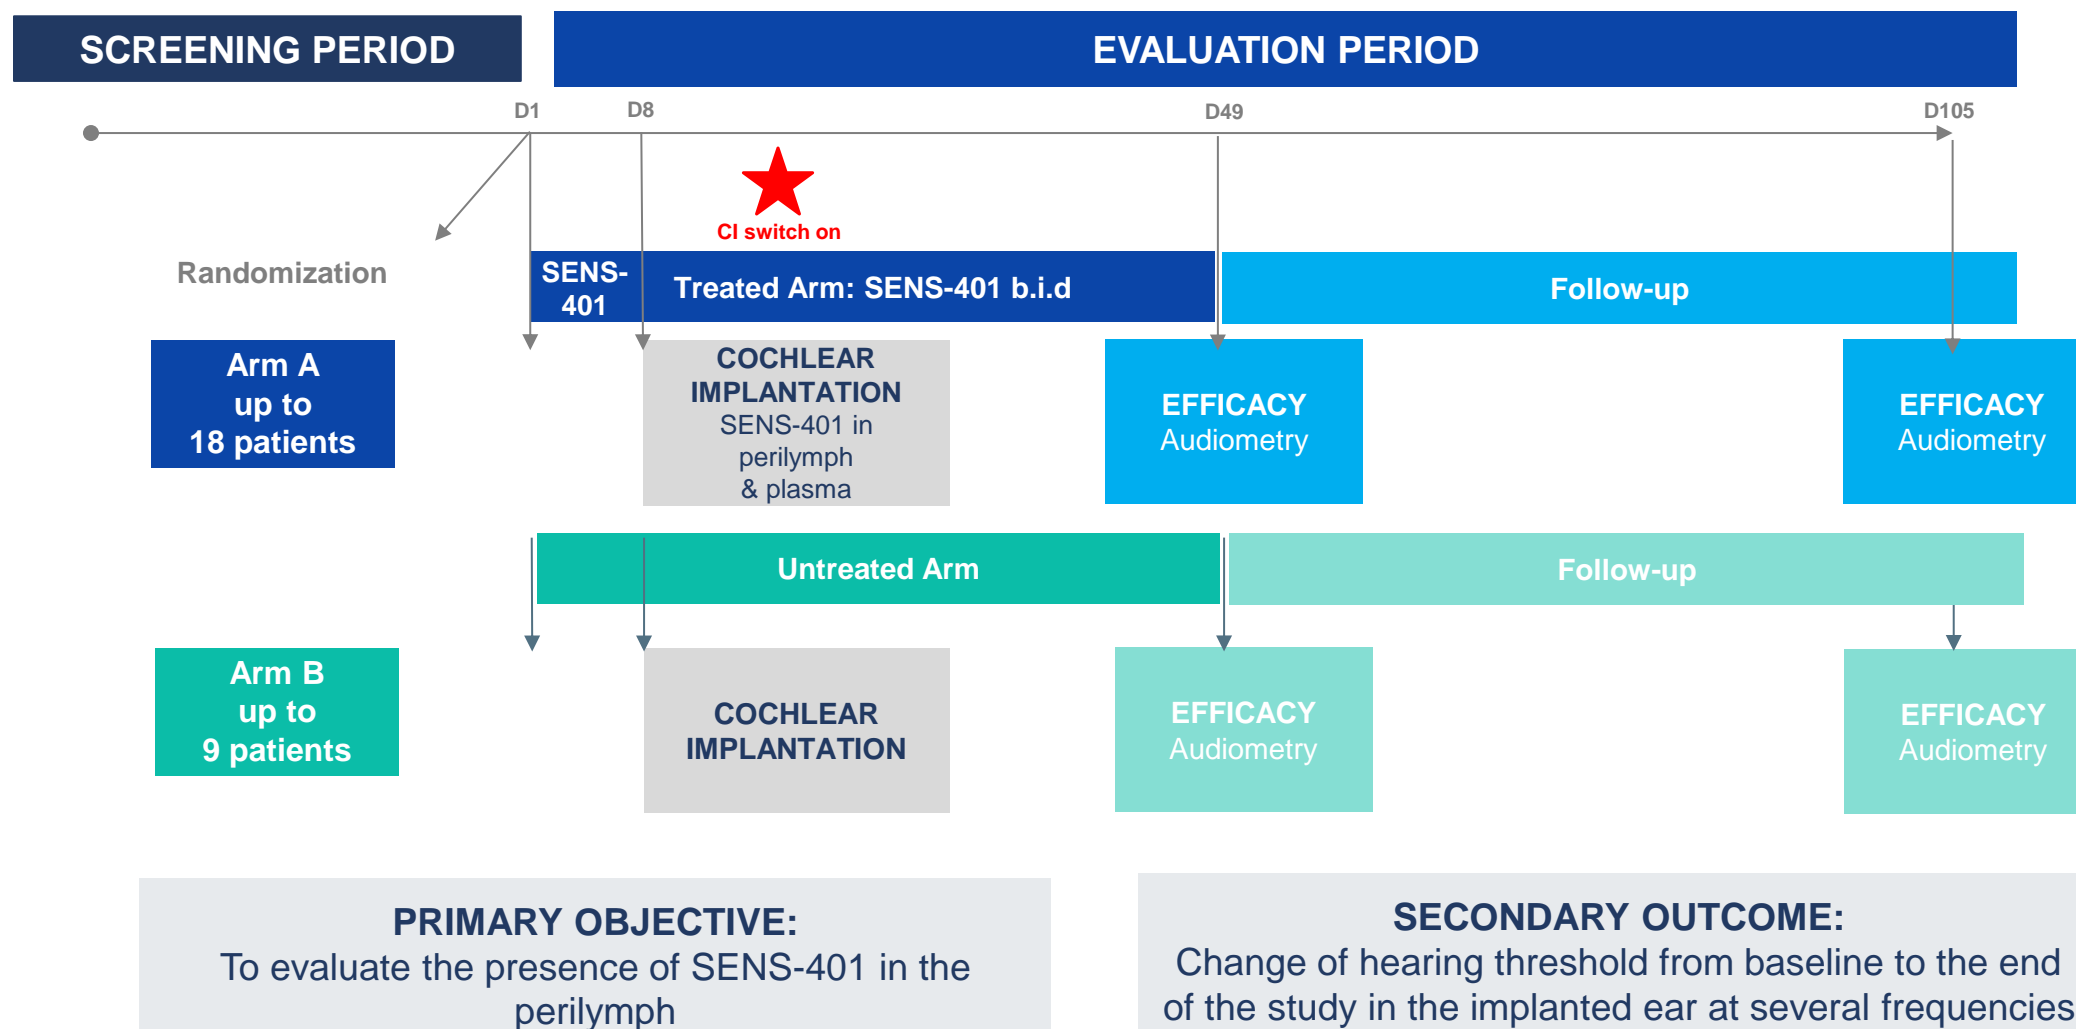 SCREENING PERIOD
EVALUATION PERIOD
D1
D8
D49
D105
CI switch on
Randomization
SENS-
401
Treated Arm: SENS-401 b.i.d
Follow-up
Arm A
up to
18 patients
COCHLEAR
IMPLANTATION
SENS-401 in
perilymph
& plasma
EFFICACY
Audiometry
EFFICACY
Audiometry
Untreated Arm
Follow-up
Arm B
up to
9 patients
COCHLEAR
IMPLANTATION
EFFICACY
Audiometry
EFFICACY
Audiometry
PRIMARY OBJECTIVE:
To evaluate the presence of SENS-401 in the
perilymph
SECONDARY OUTCOME:
Change of hearing threshold from baseline to the end
of the study in the implanted ear at several frequencies